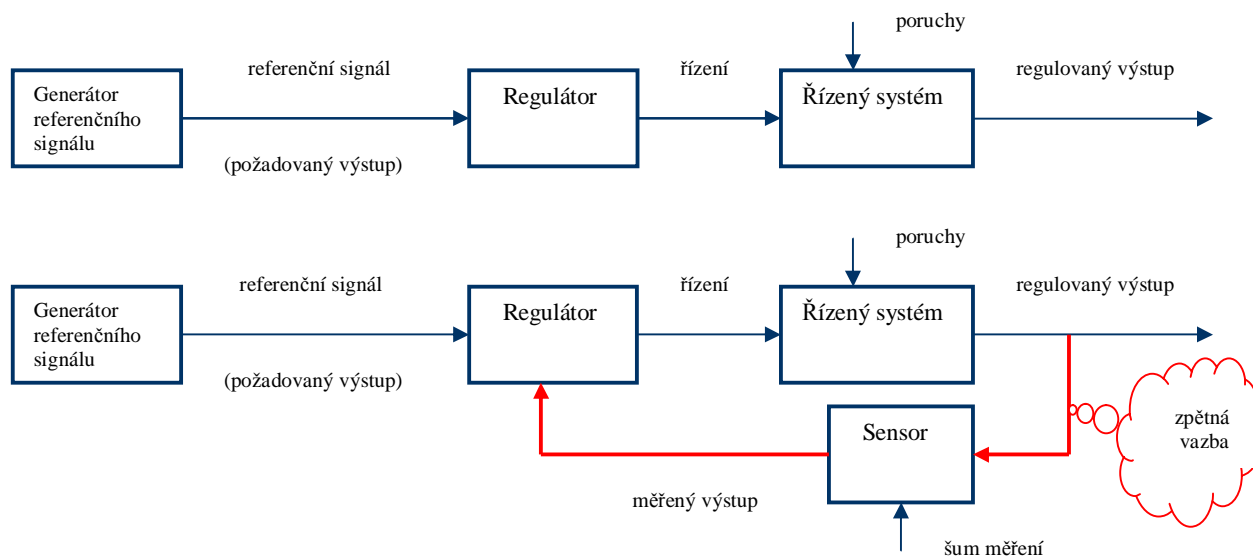 poruchy
referenční signál
řízení
regulovaný výstup
Generátor
referenčního
signálu
Regulátor
Řízený systém
(požadovaný výstup)
poruchy
referenční signál
řízení
regulovaný výstup
Generátor
referenčního
signálu
Regulátor
Řízený systém
(požadovaný výstup)
Sensor
zpětná
vazba
měřený výstup
šum měření